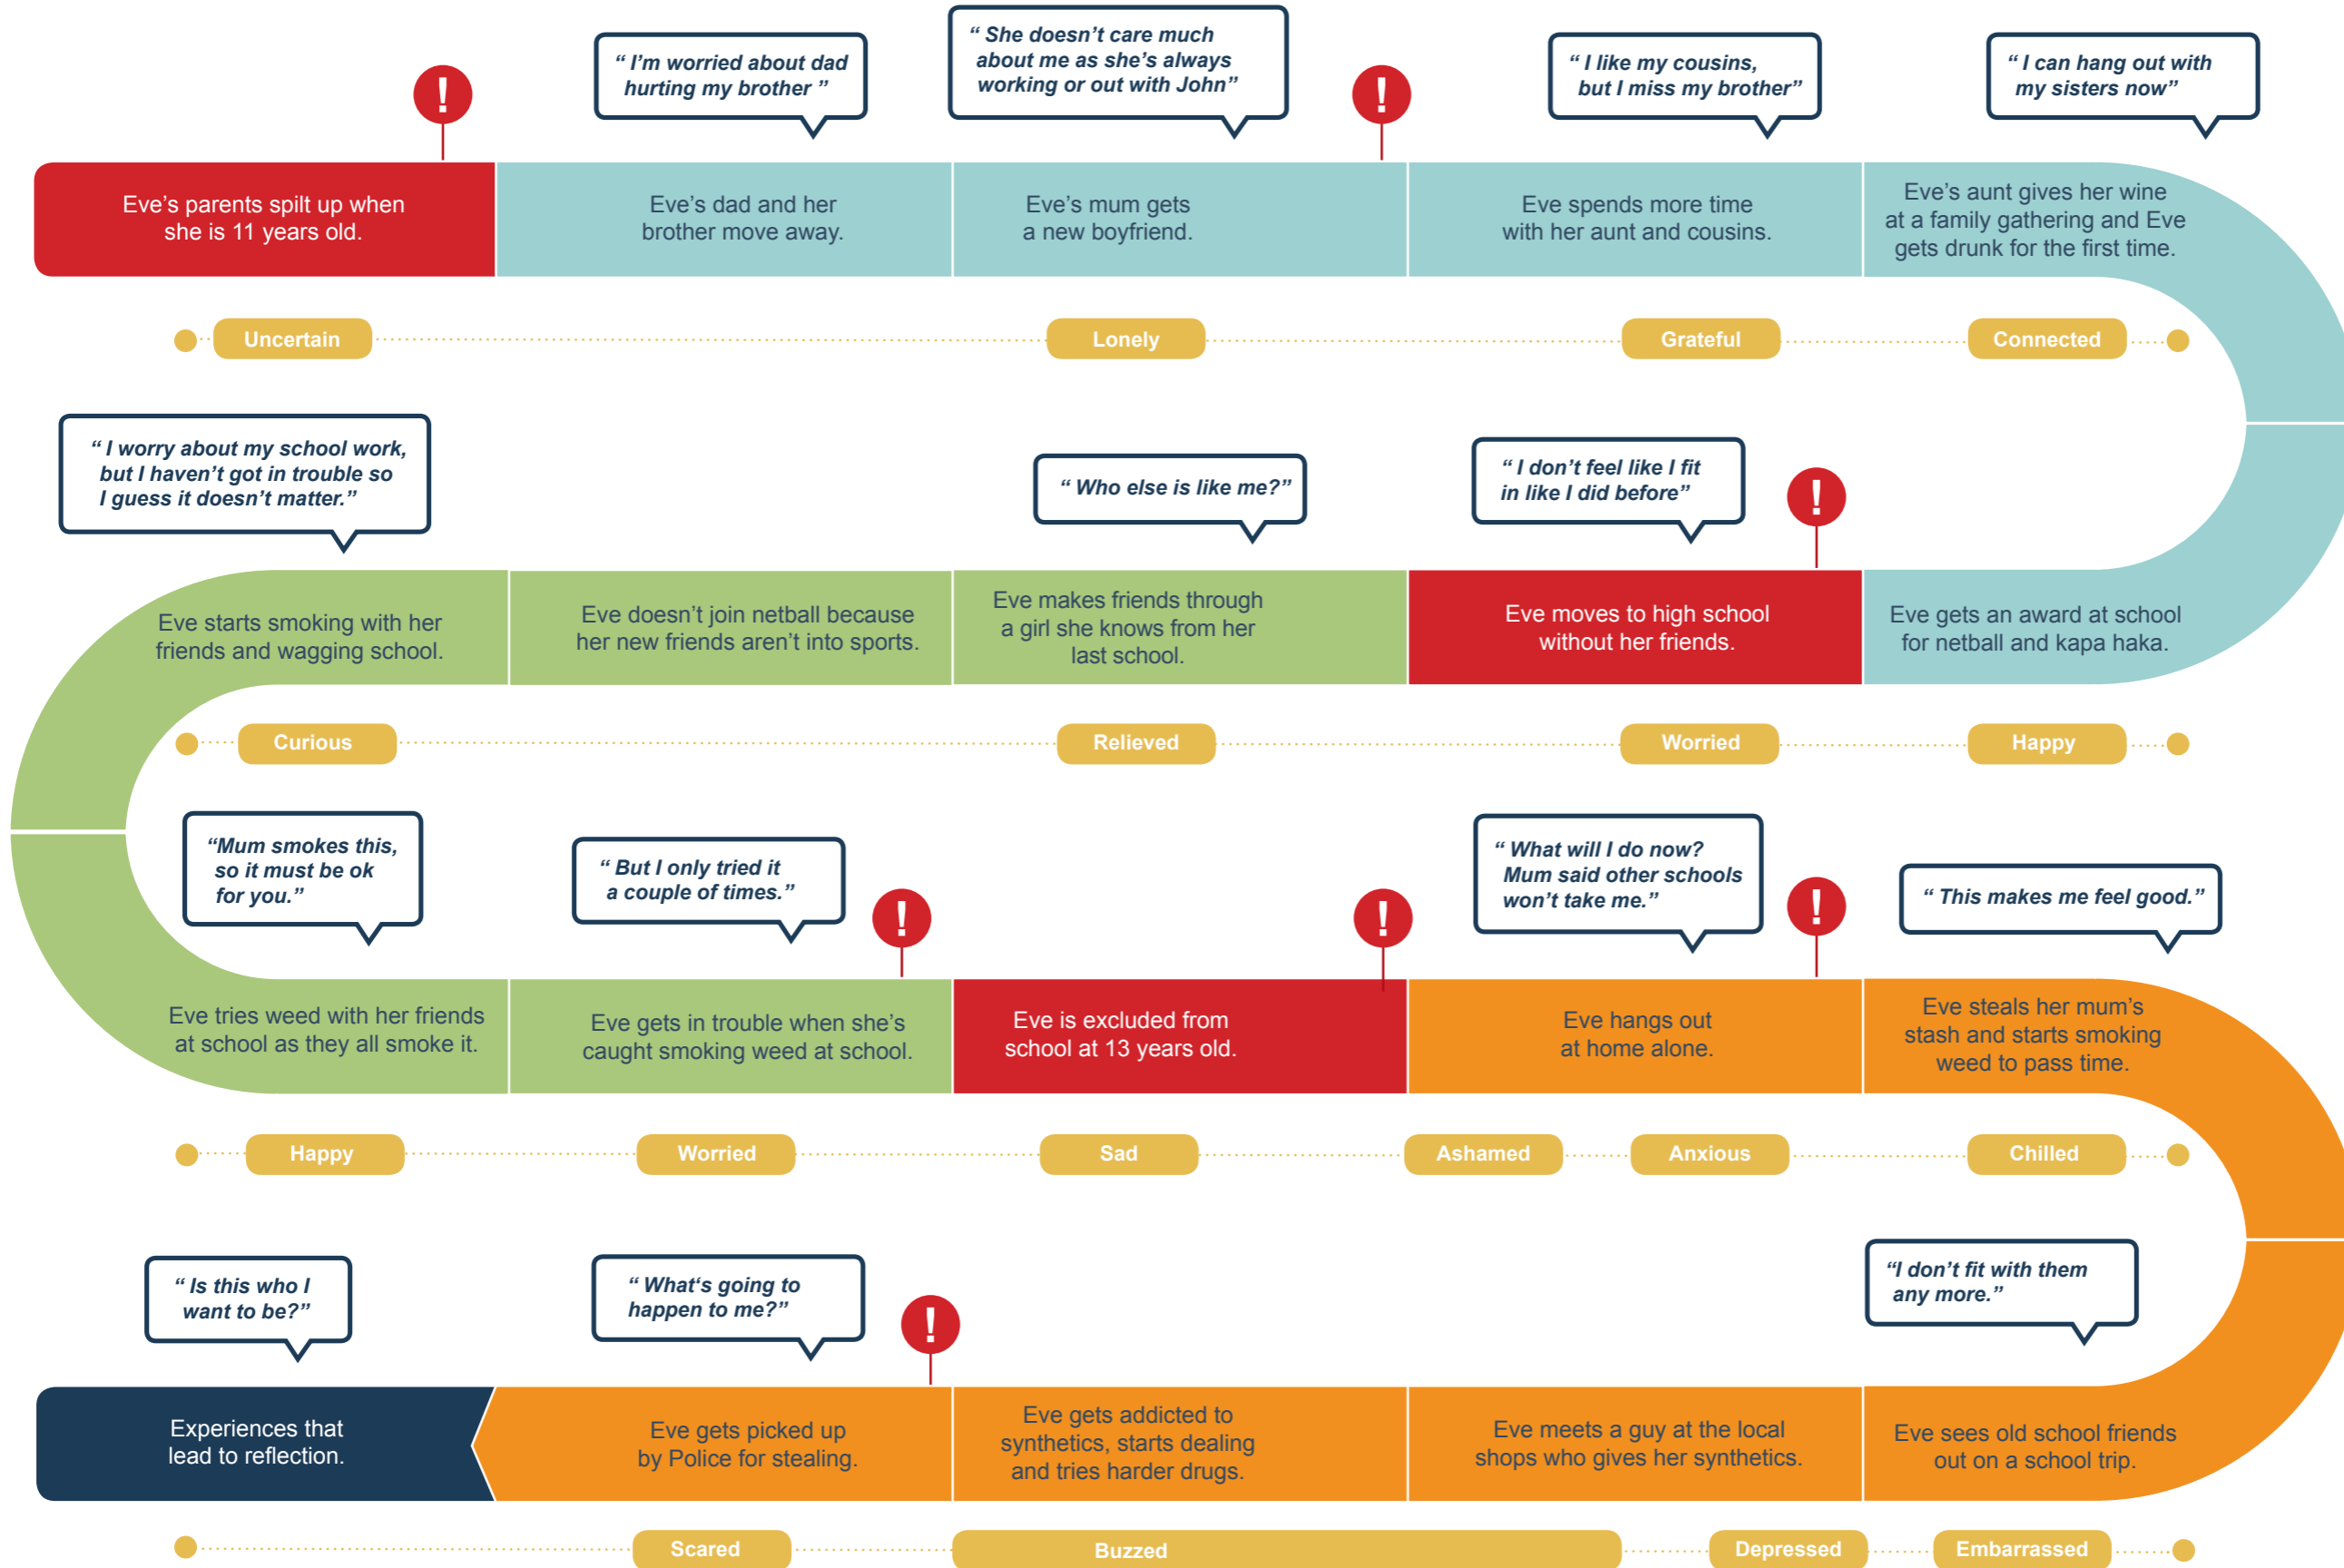 “ I’m worried about dad
hurting my brother ”
“ She doesn’t care much
about me as she’s always
working or out with John”
“ I like my cousins,
but I miss my brother”
“ I can hang out with
my sisters now”
!
!
Eve’s parents spilt up when
she is 11 years old.
Eve’s dad and her
brother move away.
Eve’s mum gets
a new boyfriend.
Eve spends more time
with her aunt and cousins.
Eve’s aunt gives her wine
at a family gathering and Eve
gets drunk for the first time.
Uncertain
Lonely
Grateful
Connected
“ I don’t feel like I fit
in like I did before”
“ Who else is like me?”
“ I worry about my school work,
but I haven’t got in trouble so
I guess it doesn’t matter.”
!
Eve gets an award at school
for netball and kapa haka.
Eve moves to high school
without her friends.
Eve makes friends through
a girl she knows from her
last school.
Eve doesn’t join netball because
her new friends aren’t into sports.
Eve starts smoking with her
friends and wagging school.
Happy
Worried
Relieved
Curious
“Mum smokes this,
so it must be ok
for you.”
“ But I only tried it
a couple of times.”
“ What will I do now?
Mum said other schools
won’t take me.”
“ This makes me feel good.”
!
!
!
Eve tries weed with her friends
at school as they all smoke it.
Eve gets in trouble when she’s
caught smoking weed at school.
Eve is excluded from
school at 13 years old.
Eve hangs out
at home alone.
Eve steals her mum’s
stash and starts smoking
weed to pass time.
Happy
Worried
Sad
Ashamed
Anxious
Chilled
“I don’t fit with them
any more.”
“ What‘s going to
happen to me?”
“ Is this who I
want to be?”
!
Eve sees old school friends
out on a school trip.
Eve meets a guy at the local
shops who gives her synthetics.
Eve gets addicted to
synthetics, starts dealing
and tries harder drugs.
Eve gets picked up
by Police for stealing.
Experiences that
lead to reflection.
Embarrassed
Depressed
Buzzed
Scared